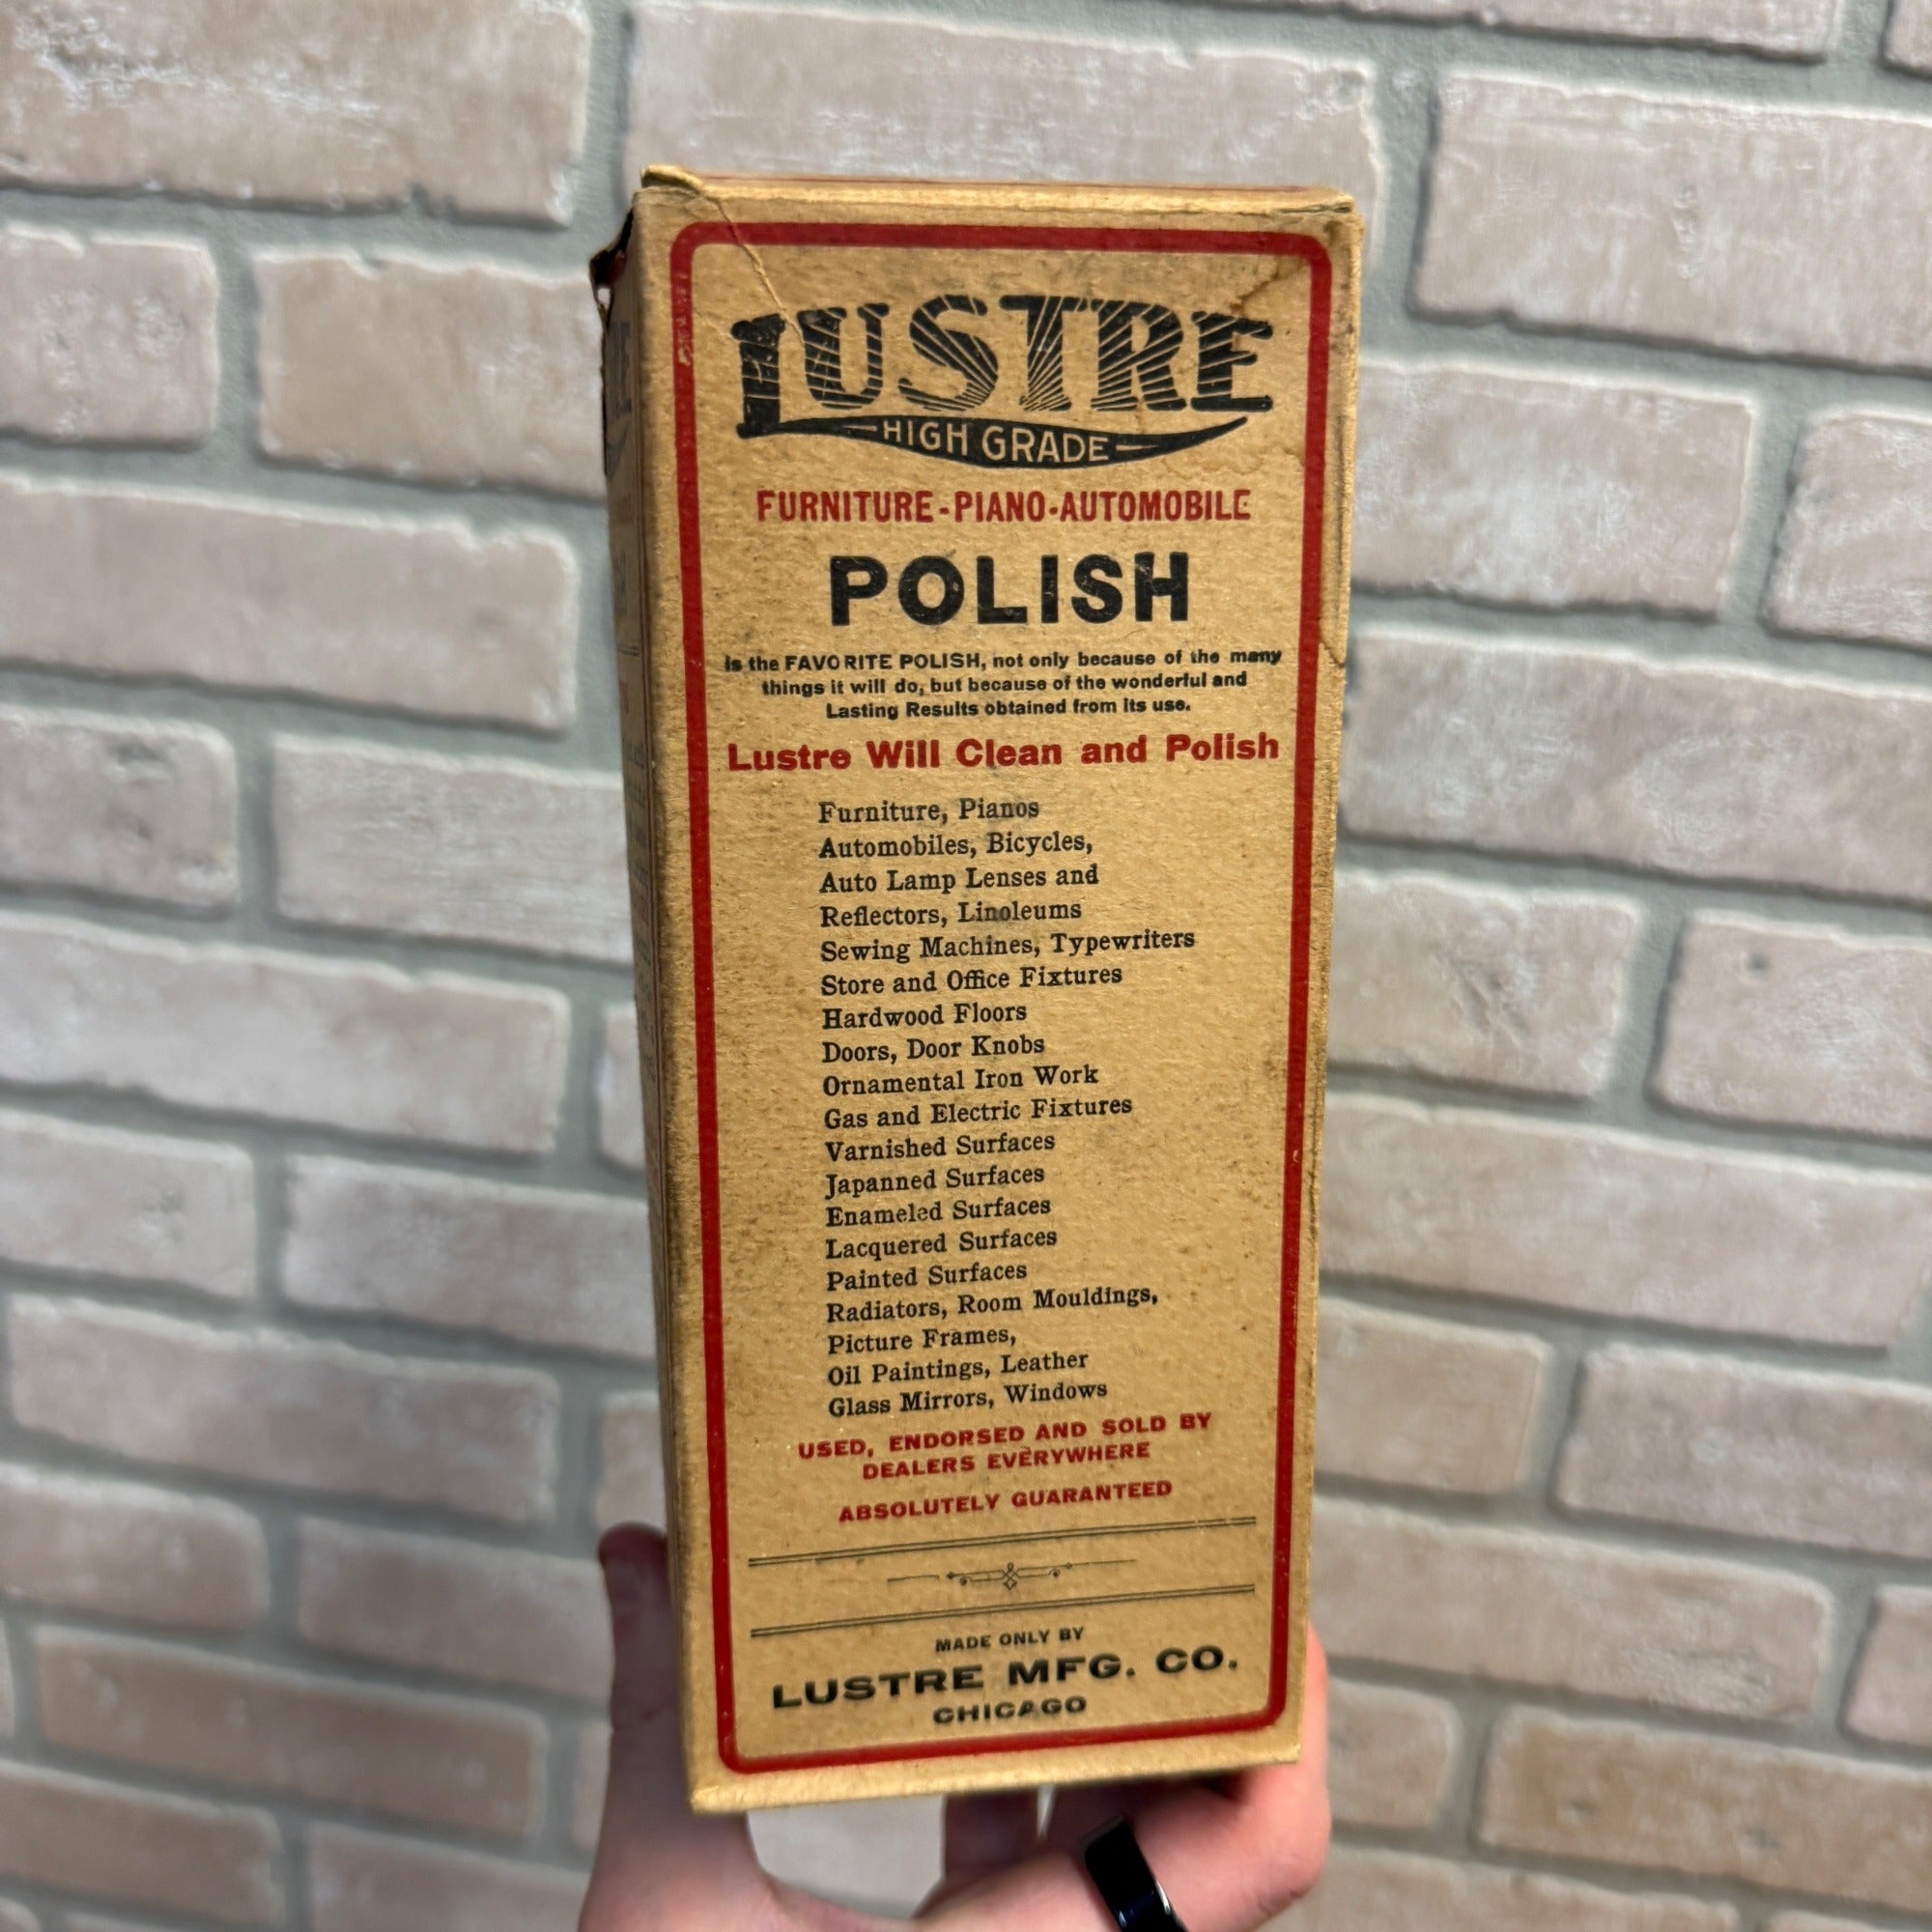 LUSTRE
HIGH GRADE
FURNITURE-PIANO-AUTOMOBILE
POLISH
is the FAVORITE POLISH, not only because of the many
things it will do, but because of the wonderful and
Lasting Results obtained from its use.
Lustre Will Clean and Polish
Furniture, Pianos
Automobiles, Bicycles,
Auto Lamp Lenses and
Reflectors, Linoleums
Sewing Machines, Typewriters
Store and Office Fixtures
Hardwood Floors
Doors, Door Knobs
Ornamental Iron Work
Gas and Electric Fixtures
Varnished Surfaces
Japanned Surfaces
Enameled Surfaces
Lacquered Surfaces
Painted Surfaces
Radiators, Room Mouldings,
Picture Frames,
Oil Paintings, Leather
Glass Mirrors, Windows
USED, ENDORSED AND SOLD BY
DEALERS EVERYWHERE
ABSOLUTELY GUARANTEED
MADE ONLY BY
LUSTRE MFG. CO.
CHICAGO